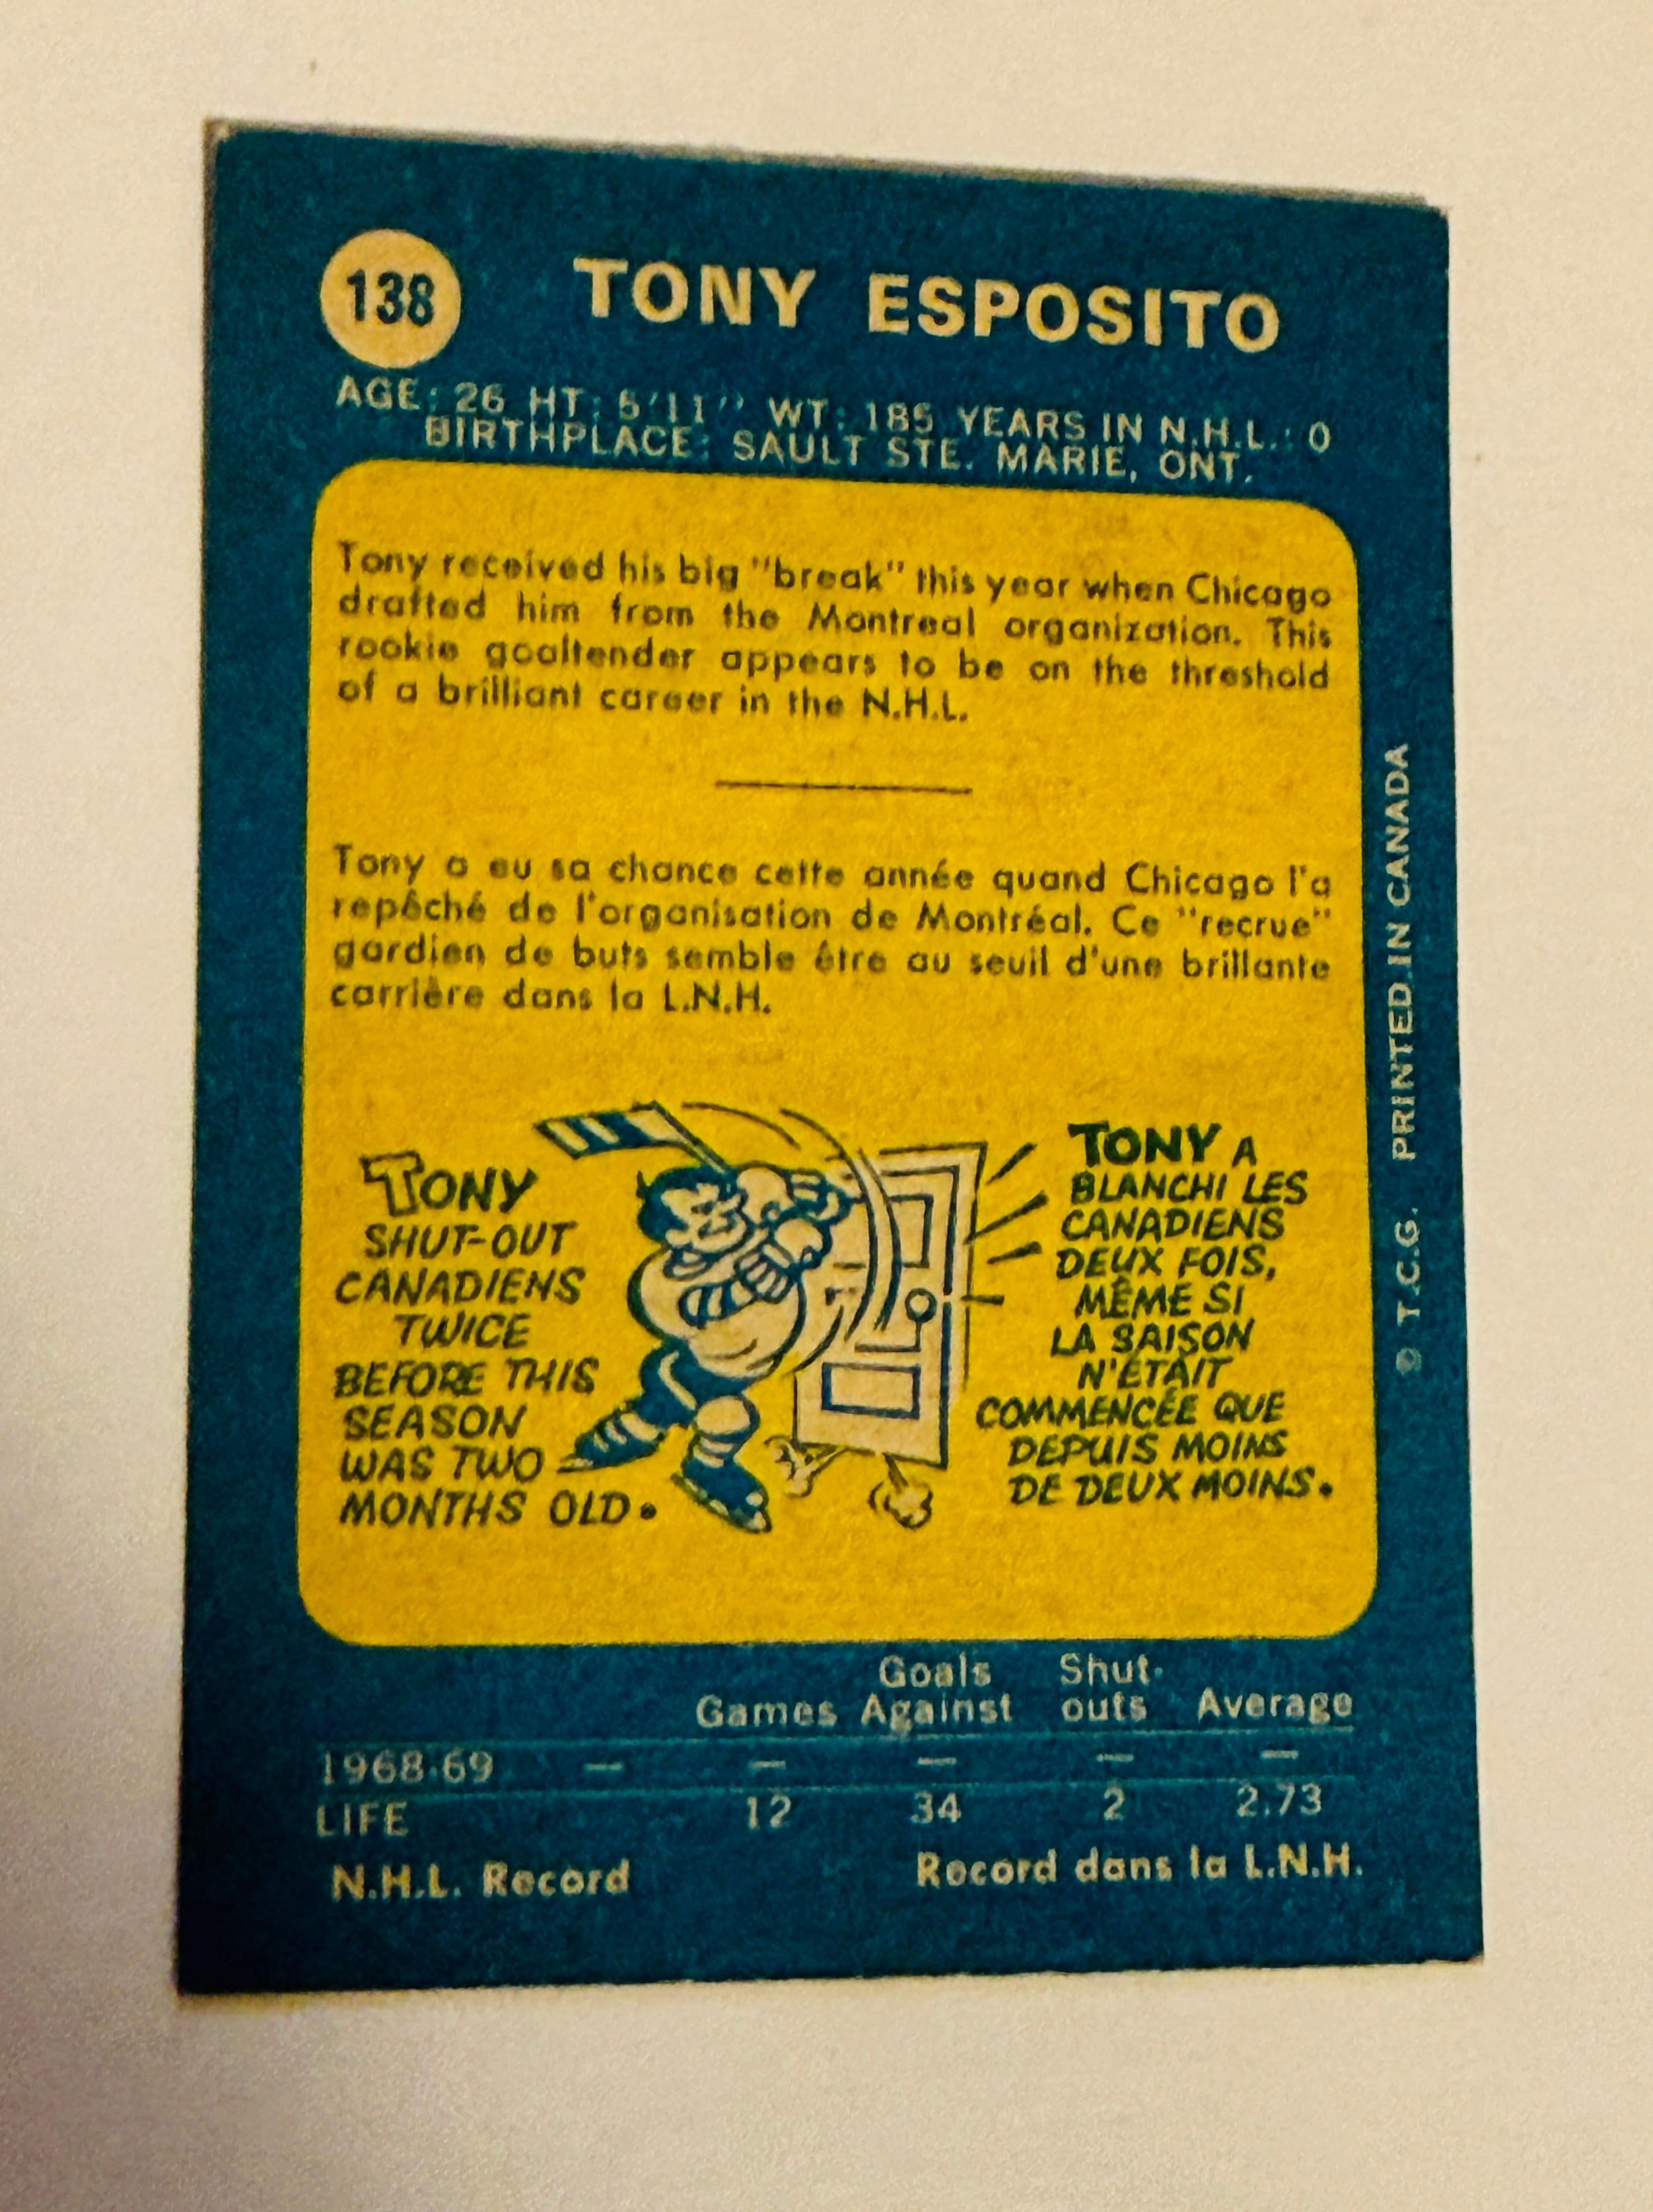 138
TONY ESPOSITO
AGE: 26 HT: 5'11" WT: 185 YEARS IN N.H.L.: 0
BIRTHPLACE: SAULT STE. MARIE, ONT.
Tony received his big "break" this year when Chicago
drafted him from the Montreal organization. This
rookie goaltender appears to be on the threshold
of a brilliant career in the N.H.L.
Tony a eu sa chance cette année quand Chicago l'a
repêché de l'organisation de Montréal. Ce "recrue"
gardien de buts semble être au seuil d'une brillante
carrière dans la L.N.H.
TONY
SHUT-OUT
CANADIENS
TWICE
BEFORE THIS
SEASON
WAS TWO
MONTHS OLD.
TONY A
BLANCHI LES
CANADIENS
DEUX FOIS,
MÊME SI
LA SAISON
N'ÉTAIT
COMMENCÉE QUE
DEPUIS MOINS
DE DEUX MOINS.
Goals Shut-
Games Against outs Average
1968-69 — — — — —
LIFE 12 34 2 2.73
N.H.L. Record Record dans la L.N.H.
© T.C.G. PRINTED IN CANADA